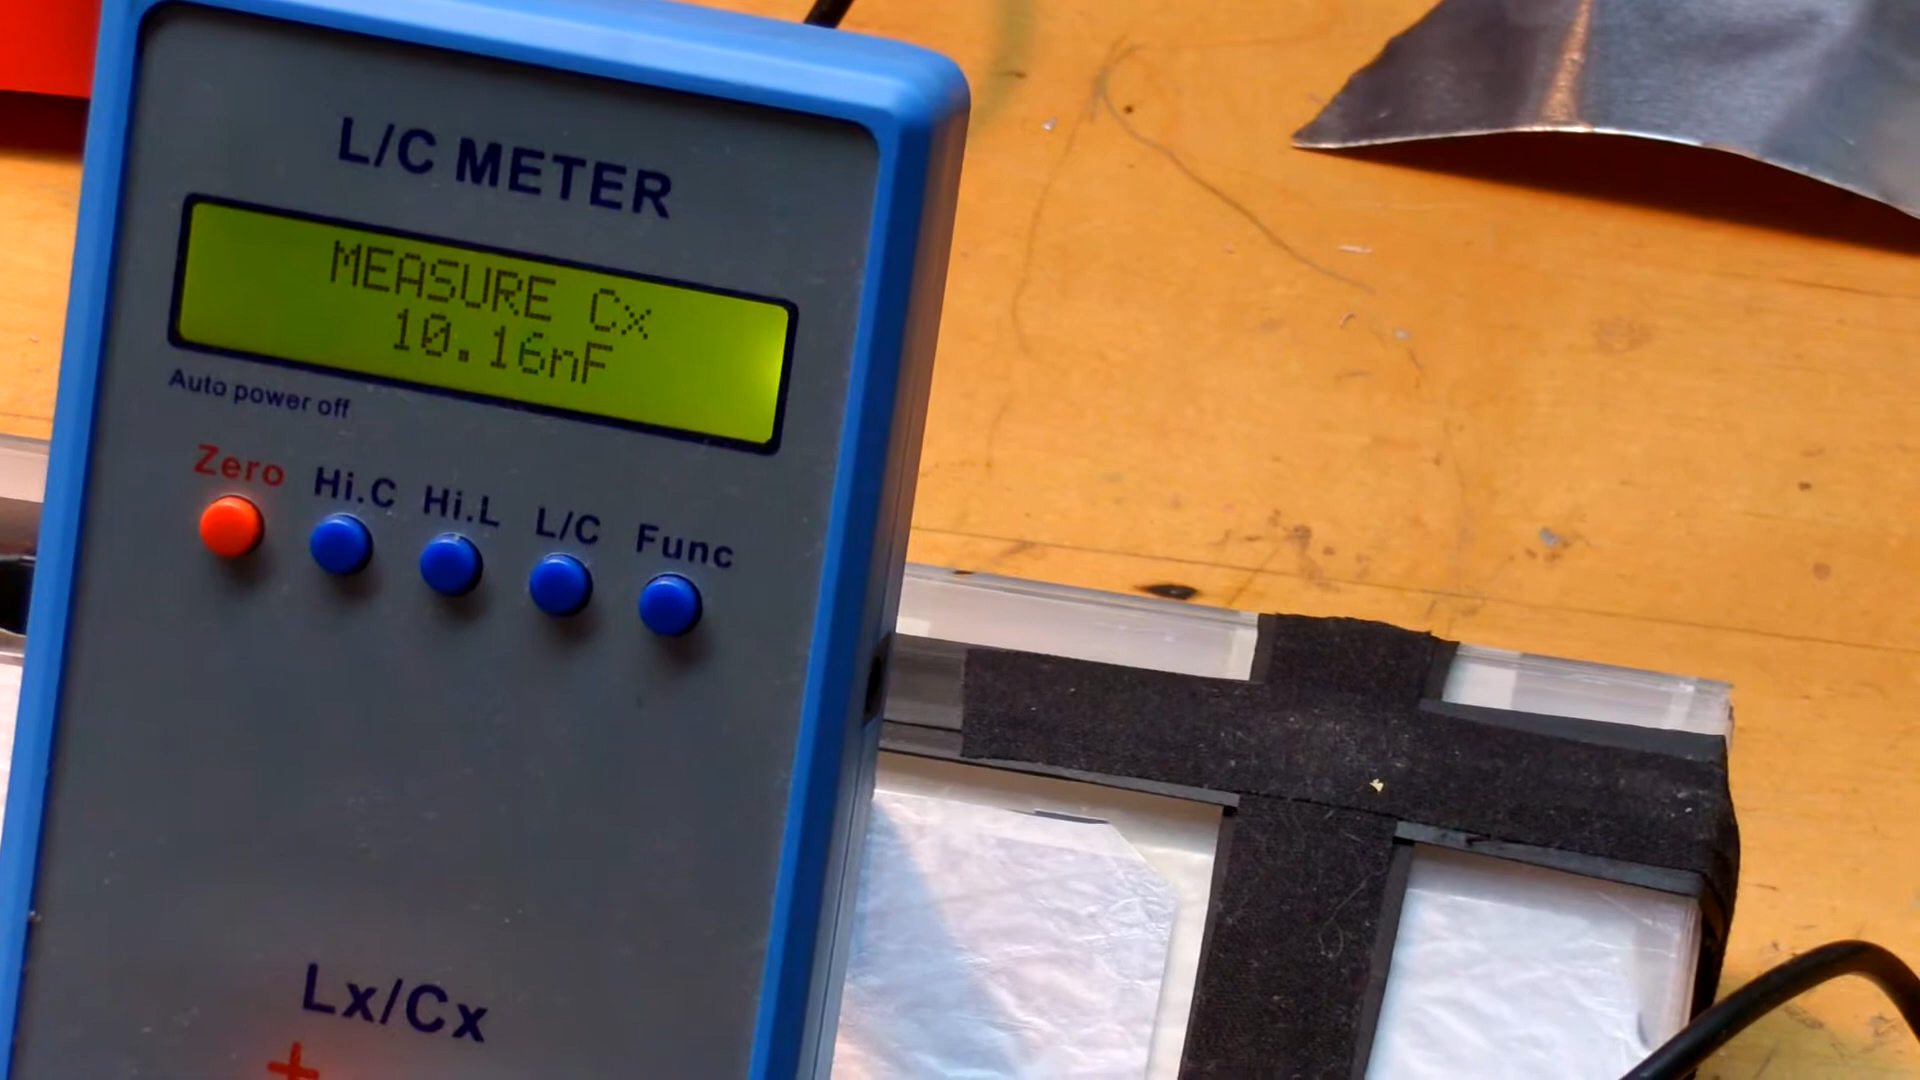 L/C METER
MEASURE Cx
10.16nF
Auto power off
Zero Hi.C Hi.L L/C Func
Lx/Cx
+